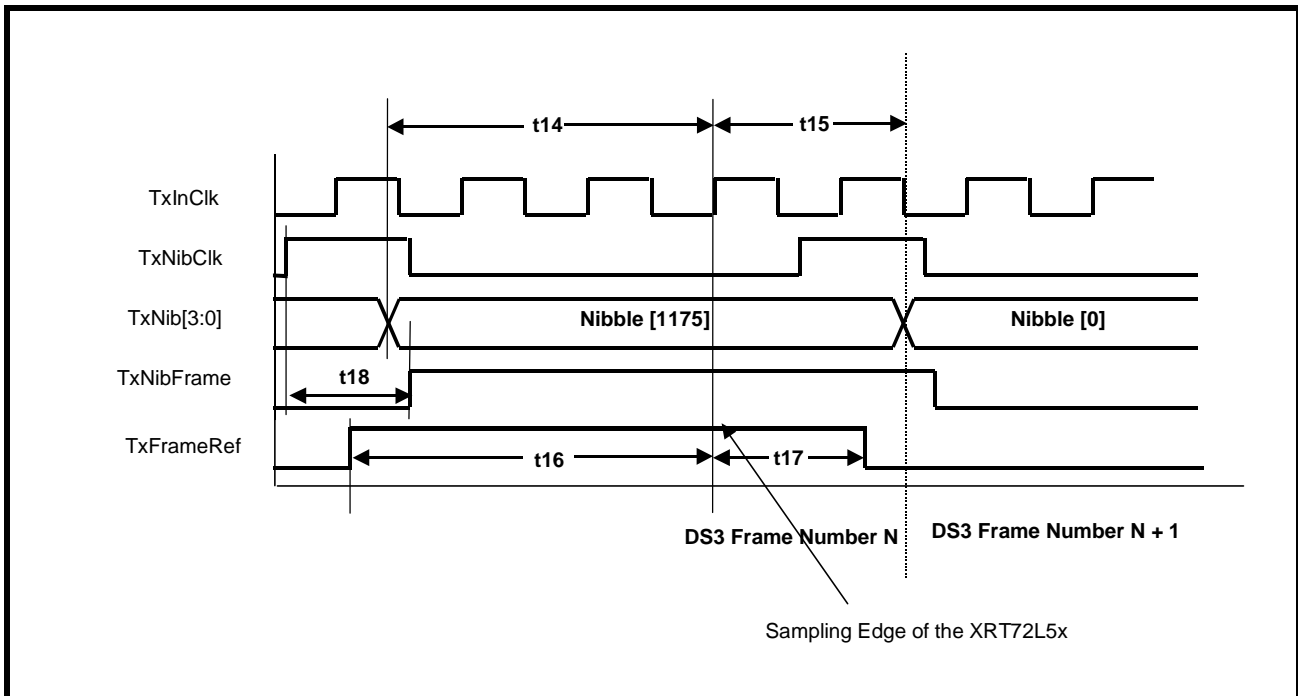 t14
t15
TxInClk
TxNibClk
TxNib[3:0]
Nibble [1175]
Nibble [0]
TxNibFrame
t18
TxFrameRef
t16
t17
DS3 Frame Number N
DS3 Frame Number N + 1
Sampling Edge of the XRT72L5x